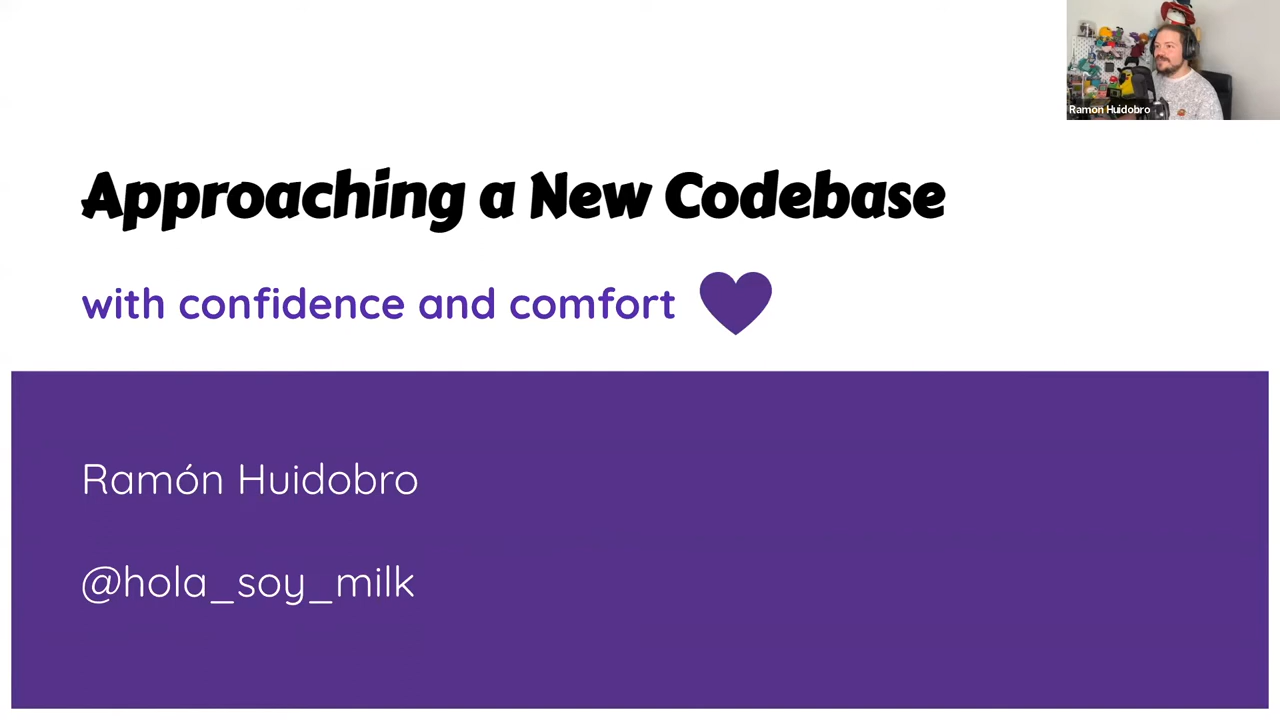 Ramon Huidobro
Approaching a New Codebase
with confidence and comfort
Ramón Huidobro
@hola_soy_milk